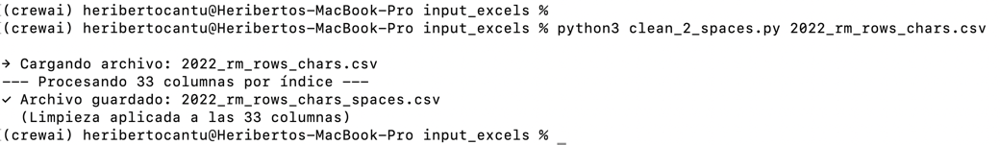 (crewai) heribertocantu@Heribertos-MacBook-Pro input_excels %
(crewai) heribertocantu@Heribertos-MacBook-Pro input_excels % python3 clean_2_spaces.py 2022_rm_rows_chars.csv
→ Cargando archivo: 2022_rm_rows_chars.csv
--- Procesando 33 columnas por índice ---
✓ Archivo guardado: 2022_rm_rows_chars_spaces.csv
(Limpieza aplicada a las 33 columnas)
(crewai) heribertocantu@Heribertos-MacBook-Pro input_excels % _